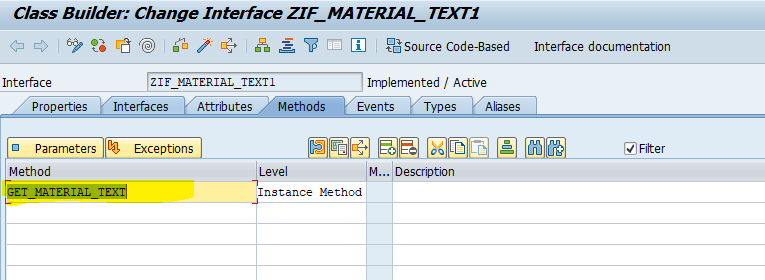 Class Builder: Change Interface ZIF_MATERIAL_TEXT1
Source Code-Based Interface documentation
Interface ZIF_MATERIAL_TEXT1 Implemented / Active
Properties Interfaces Attributes Methods Events Types Aliases
Parameters Exceptions Filter
Method Level M... Description
GET_MATERIAL_TEXT Instance Method